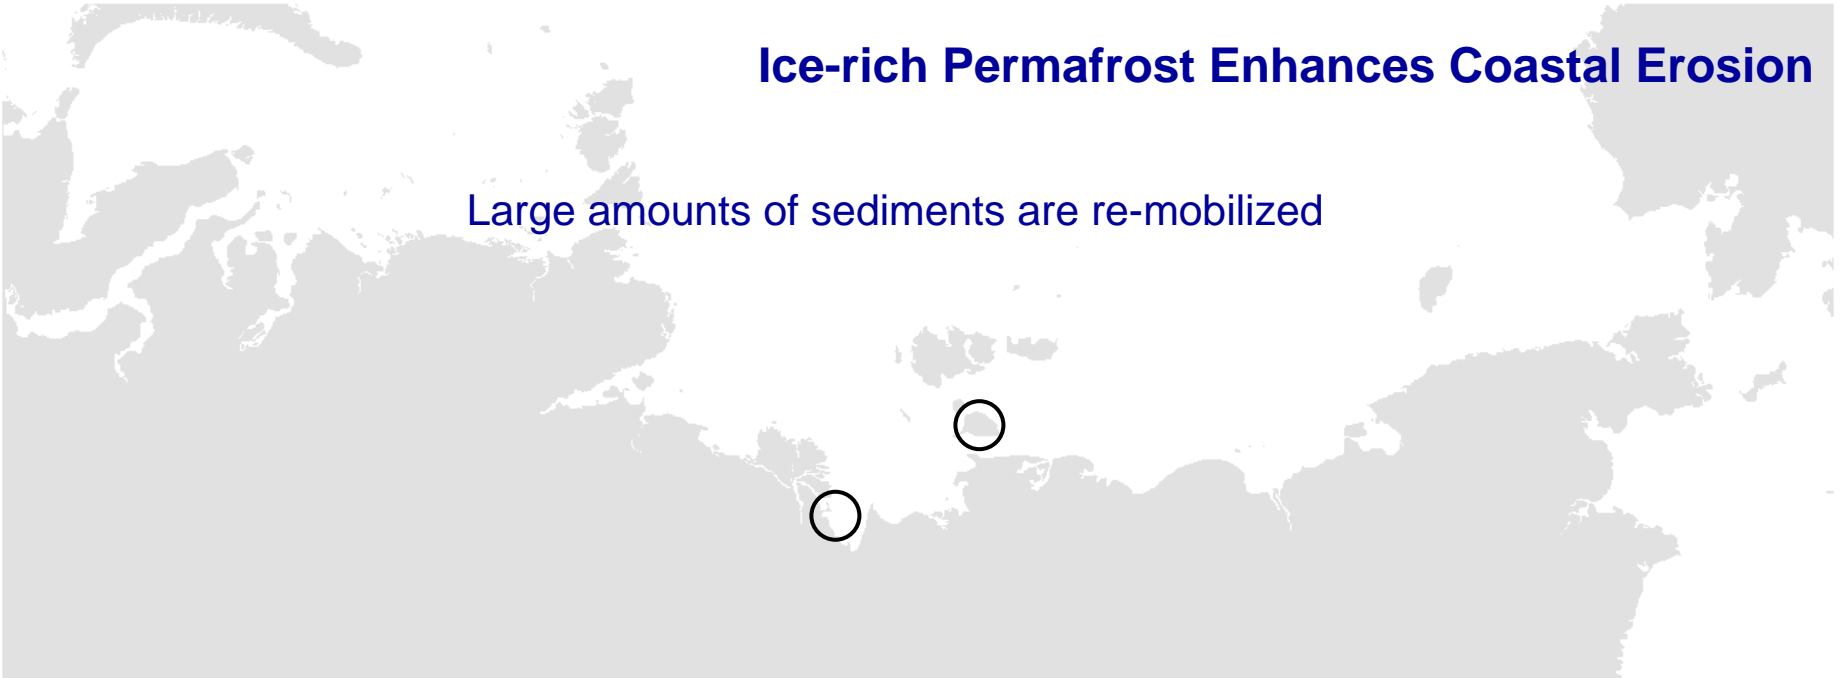 Ice-rich Permafrost Enhances Coastal Erosion
Large amounts of sediments are re-mobilized